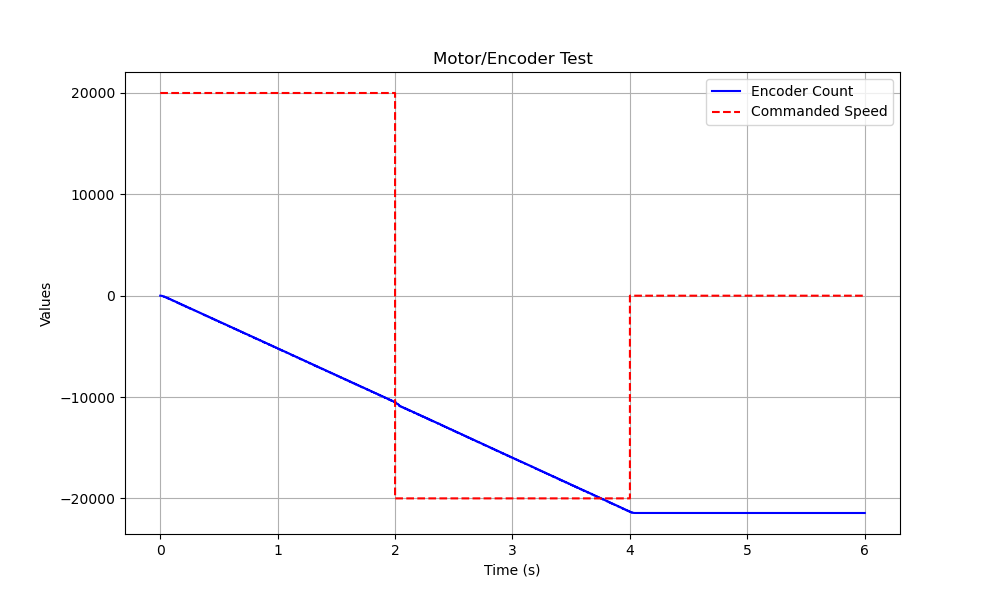 Motor/Encoder Test
Encoder Count
Commanded Speed
20000
10000
0
−10000
−20000
Values
0 1 2 3 4 5 6
Time (s)